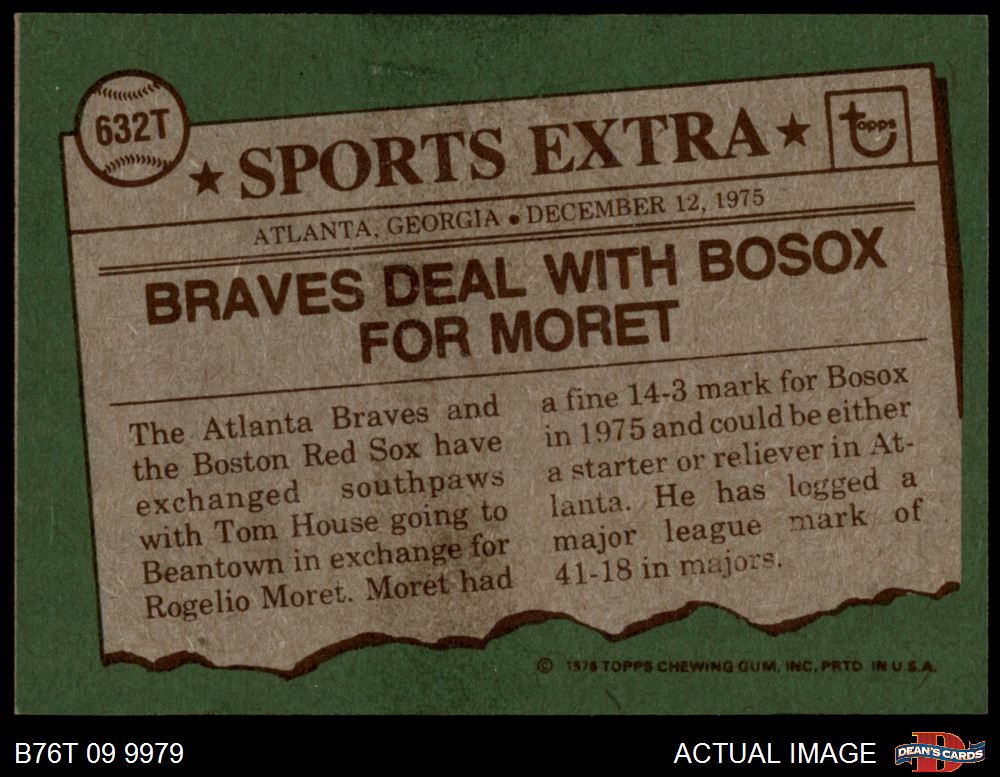 632T
★ SPORTS EXTRA ★
topps
ATLANTA, GEORGIA • DECEMBER 12, 1975
BRAVES DEAL WITH BOSOX
FOR MORET
The Atlanta Braves and
the Boston Red Sox have
exchanged southpaws
with Tom House going to
Beantown in exchange for
Rogelio Moret. Moret had
a fine 14-3 mark for Bosox
in 1975 and could be either
a starter or reliever in At-
lanta. He has logged a
major league mark of
41-18 in majors.
© 1976 TOPPS CHEWING GUM, INC. PRTD. IN U.S.A.
B76T 09 9979
ACTUAL IMAGE
D
DEAN'S CARDS